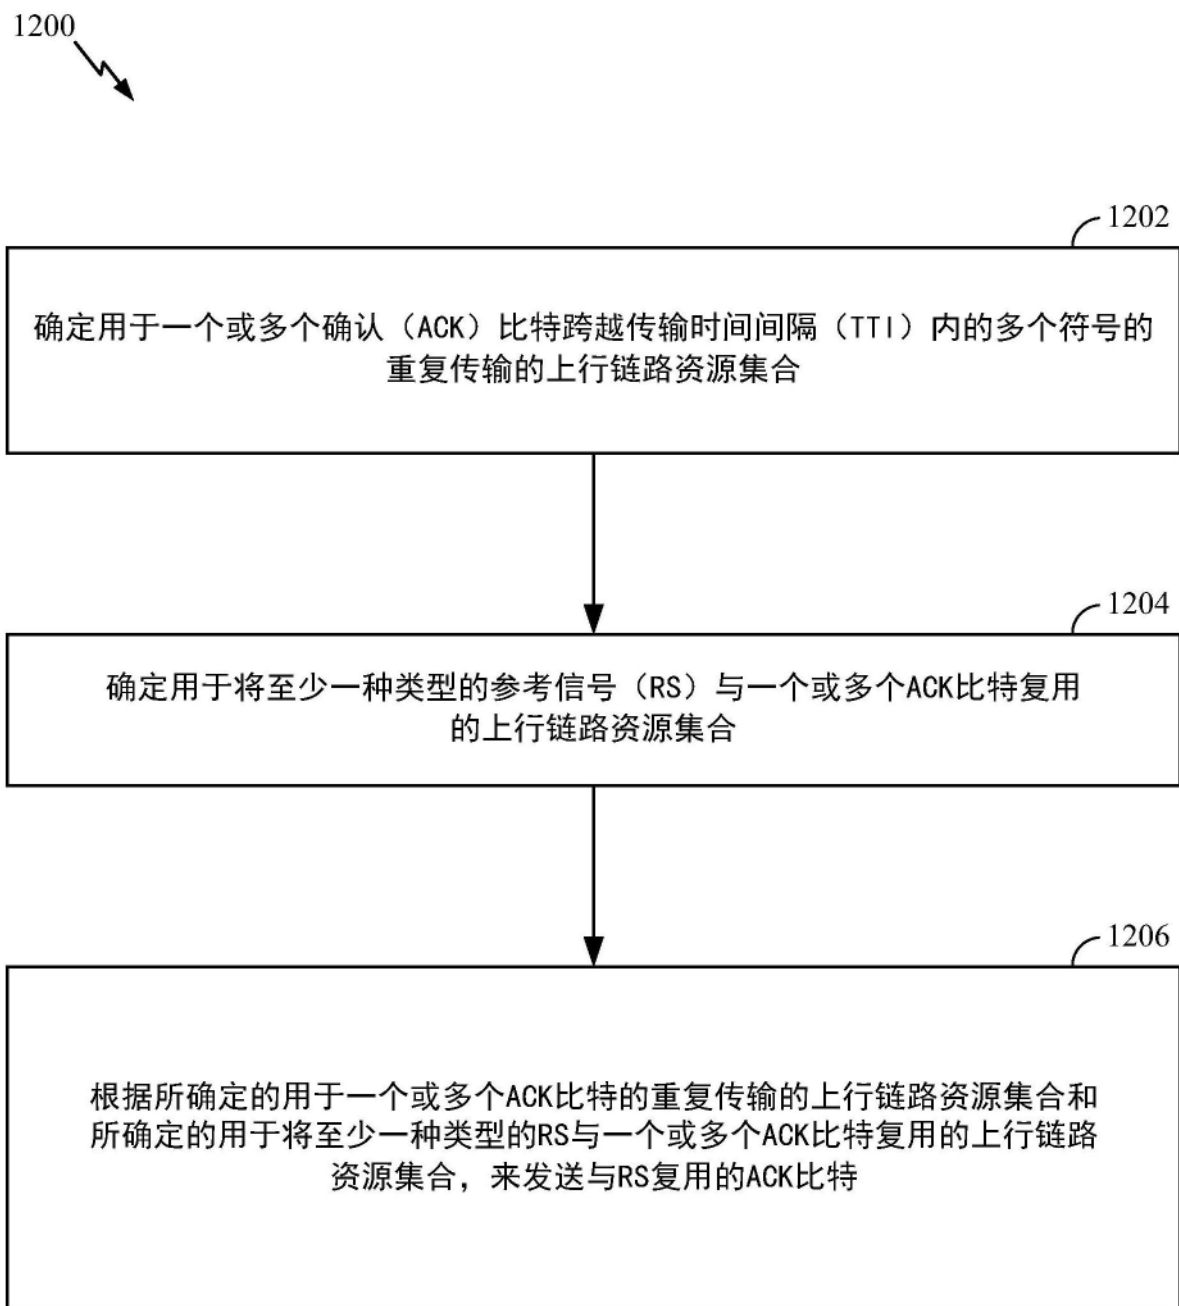 1200
1202
确定用于一个或多个确认（ACK）比特跨越传输时间间隔（TTI）内的多个符号的
重复传输的上行链路资源集合
1204
确定用于将至少一种类型的参考信号（RS）与一个或多个ACK比特复用
的上行链路资源集合
1206
根据所确定的用于一个或多个ACK比特的重复传输的上行链路资源集合和
所确定的用于将至少一种类型的RS与一个或多个ACK比特复用的上行链路
资源集合，来发送与RS复用的ACK比特